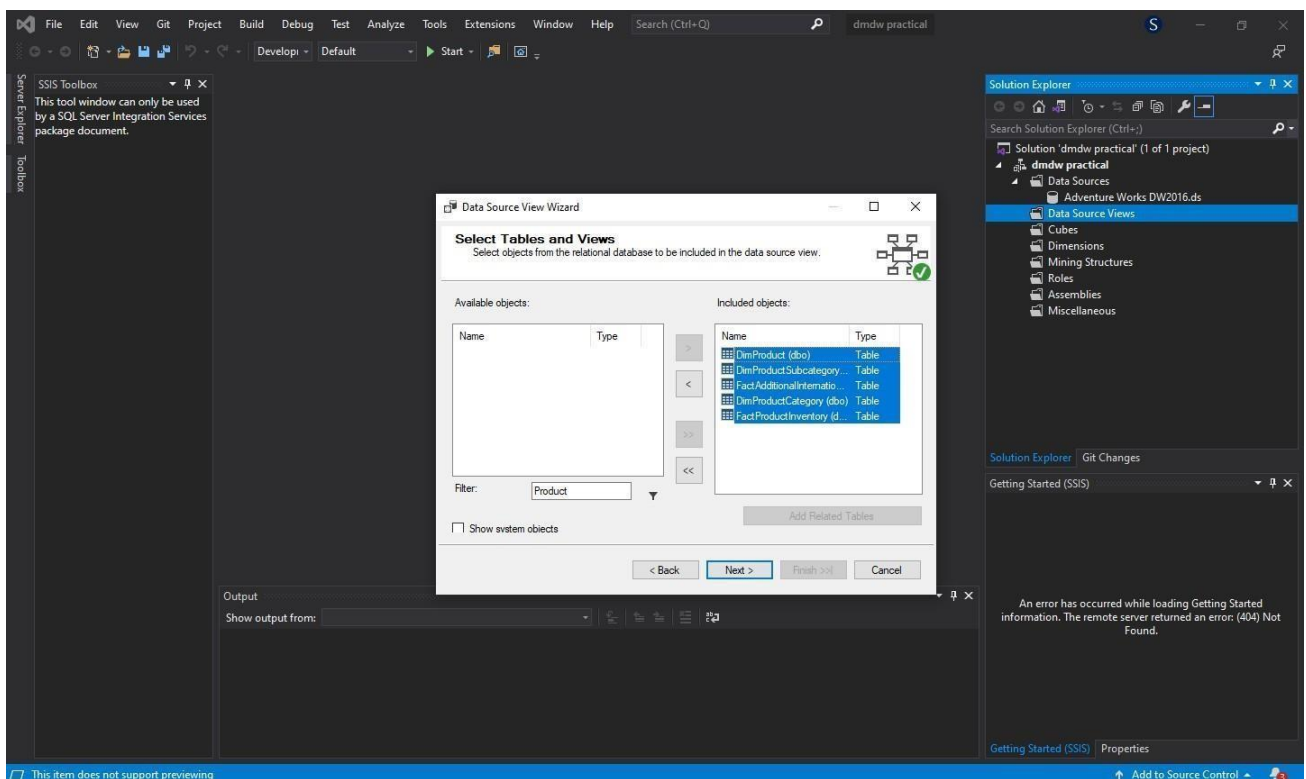 File Edit View Git Project Build Debug Test Analyze Tools Extensions Window Help Search (Ctrl+Q) dmdw practical S
Developi Default Start
Server Explorer
Toolbox
SSIS Toolbox
This tool window can only be used
by a SQL Server Integration Services
package document.
Data Source View Wizard
Select Tables and Views
Select objects from the relational database to be included in the data source view.
Available objects:
Name Type
Included objects:
Name Type
DimProduct (dbo) Table
DimProductSubcategory... Table
FactAdditionalInternatio... Table
DimProductCategory (dbo) Table
FactProductInventory (d... Table
>
<
>>
<<
Filter: Product
Show system objects
Add Related Tables
< Back Next > Finish >>| Cancel
Output
Show output from:
Solution Explorer
Search Solution Explorer (Ctrl+;)
Solution 'dmdw practical' (1 of 1 project)
dmdw practical
Data Sources
Adventure Works DW2016.ds
Data Source Views
Cubes
Dimensions
Mining Structures
Roles
Assemblies
Miscellaneous
Solution Explorer Git Changes
Getting Started (SSIS)
An error has occurred while loading Getting Started
information. The remote server returned an error: (404) Not
Found.
Getting Started (SSIS) Properties
This item does not support previewing
Add to Source Control